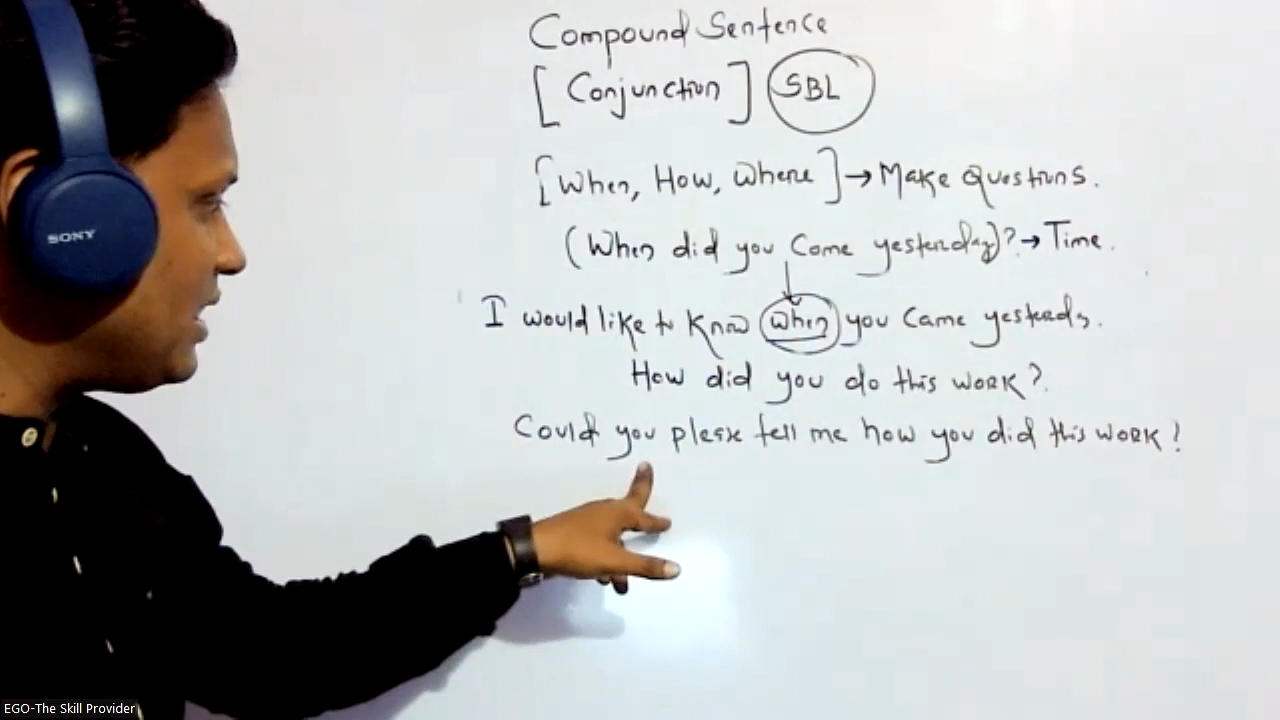 Compound Sentence
[Conjunction] SBL
[When, How, Where] → Make Questions.
(When did you Come yesterday)? → Time.
I would like to know when you Came yesterday.
How did you do this work?
Could you please tell me how you did this work?
SONY
EGO-The Skill Provider